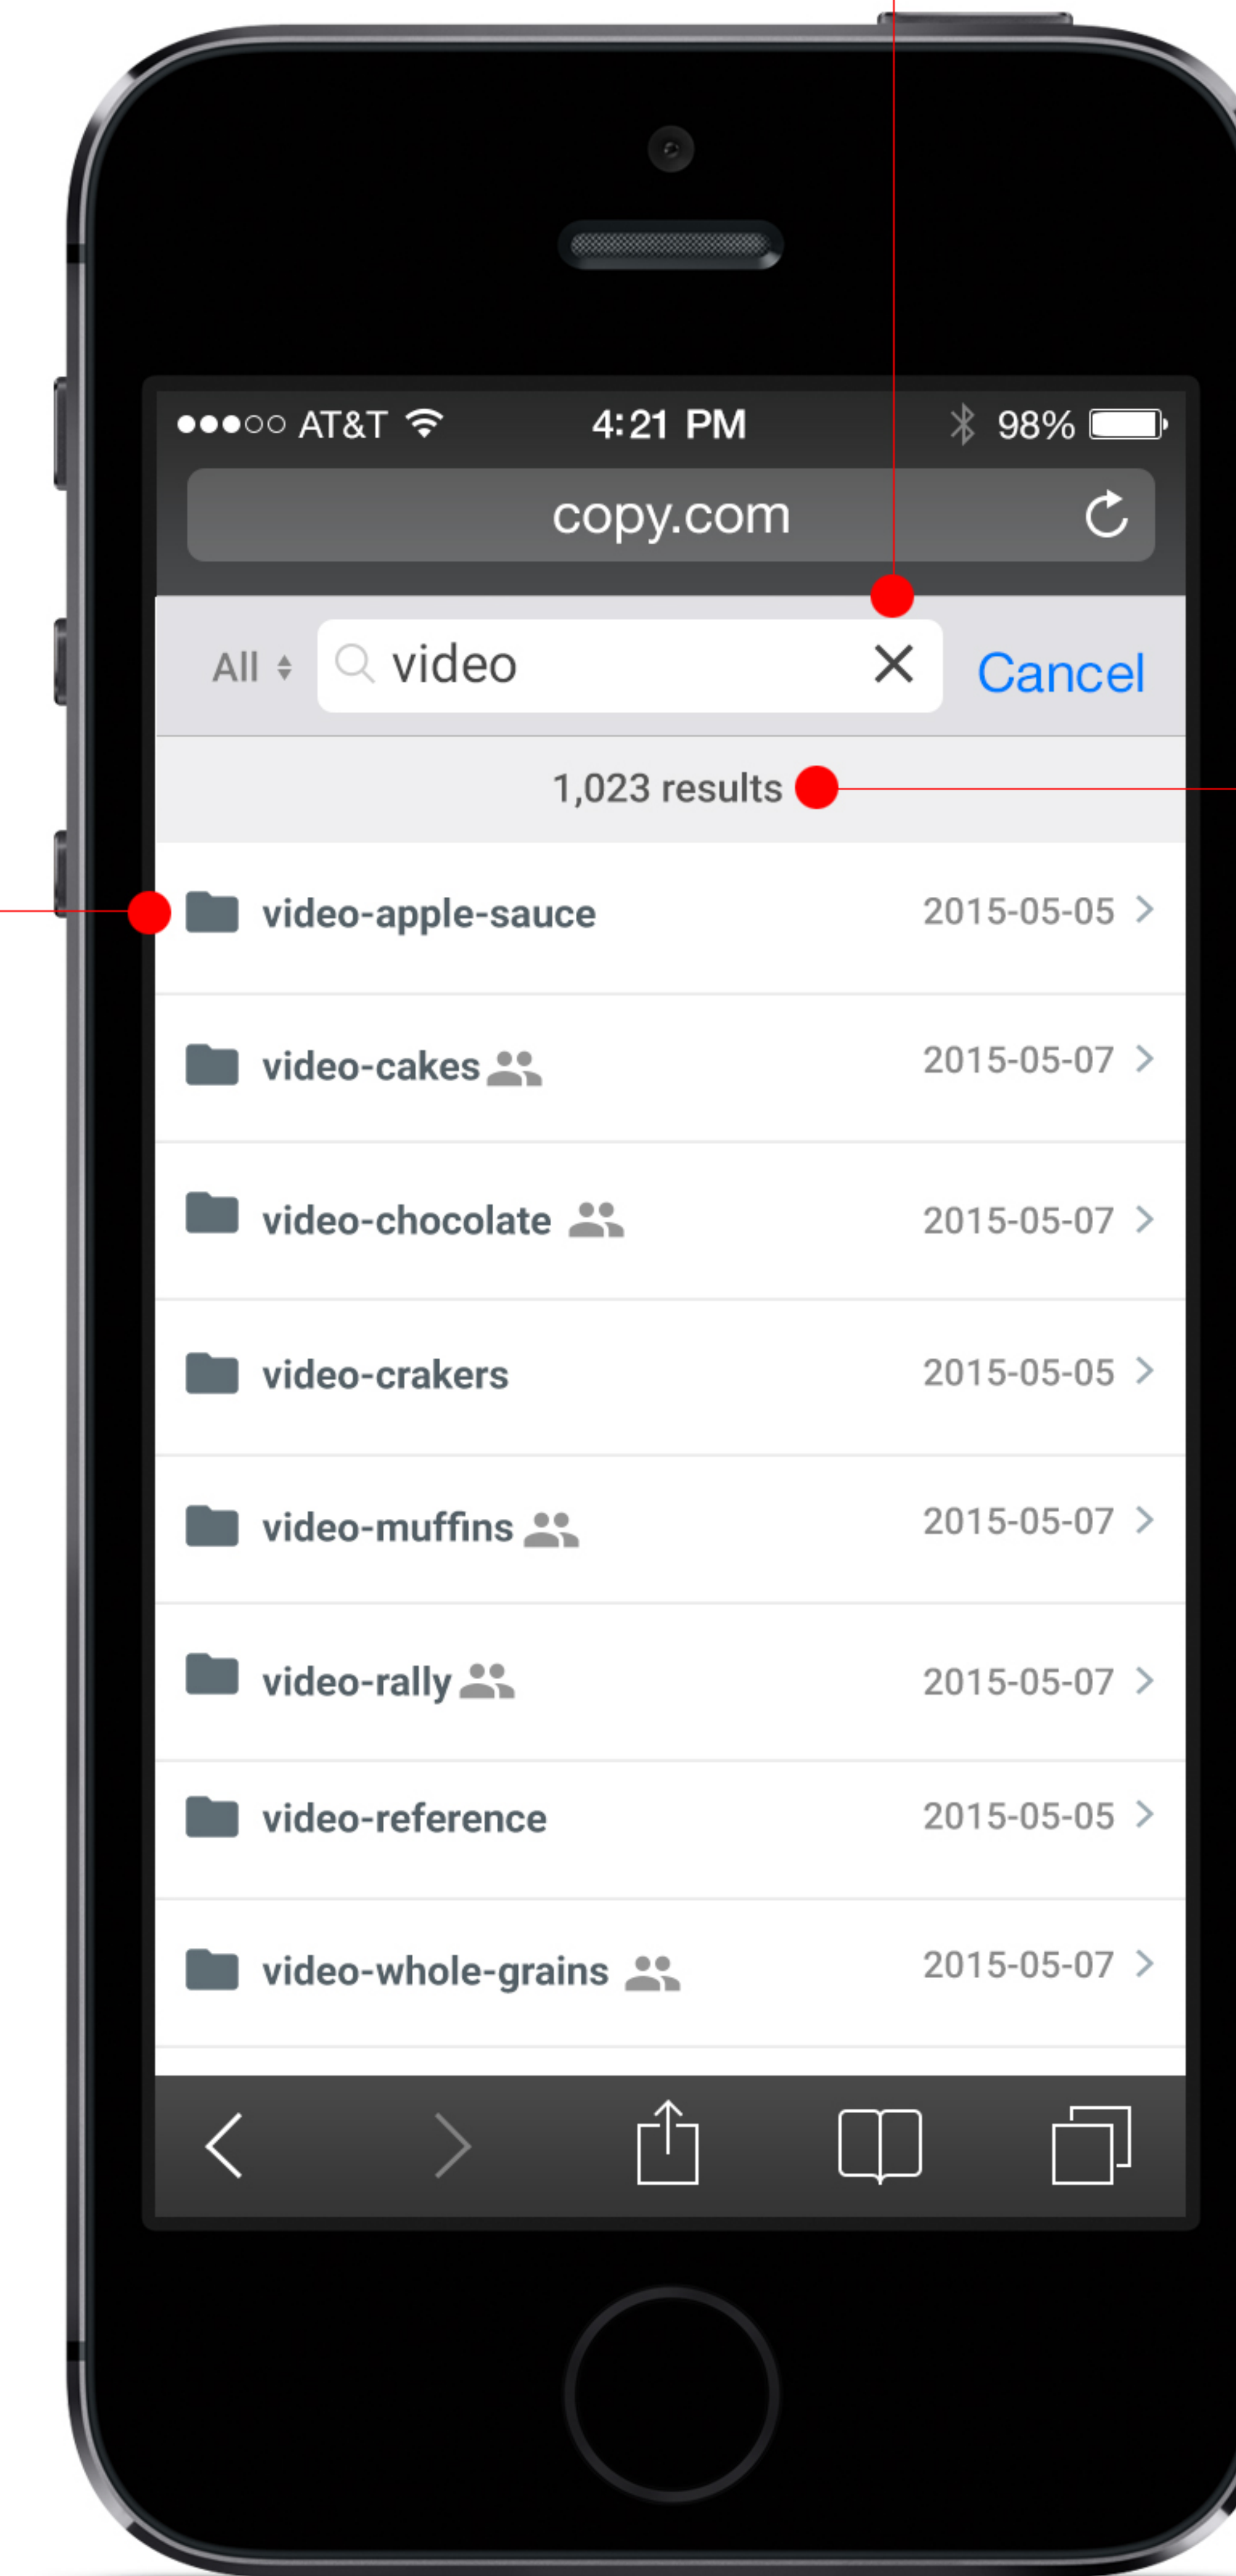 AT&T 4:21 PM 98%
copy.com
All video Cancel
1,023 results
video-apple-sauce 2015-05-05
video-cakes 2015-05-07
video-chocolate 2015-05-07
video-crakers 2015-05-05
video-muffins 2015-05-07
video-rally 2015-05-07
video-reference 2015-05-05
video-whole-grains 2015-05-07